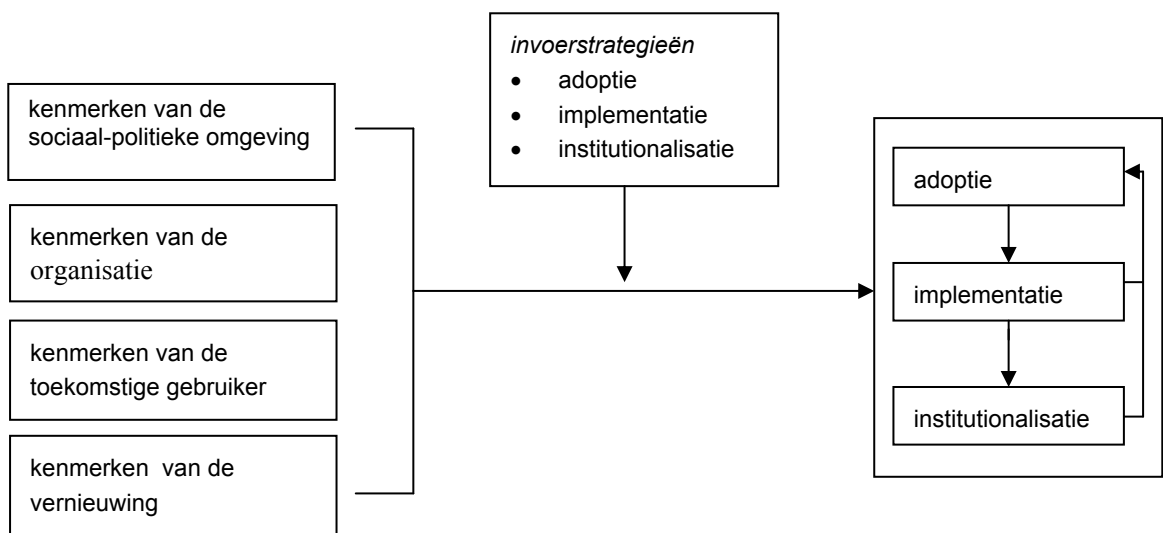 kenmerken van de
sociaal-politieke omgeving
kenmerken van de
organisatie
kenmerken van de
toekomstige gebruiker
kenmerken van de
vernieuwing
invoerstrategieën
• adoptie
• implementatie
• institutionalisatie
adoptie
implementatie
institutionalisatie